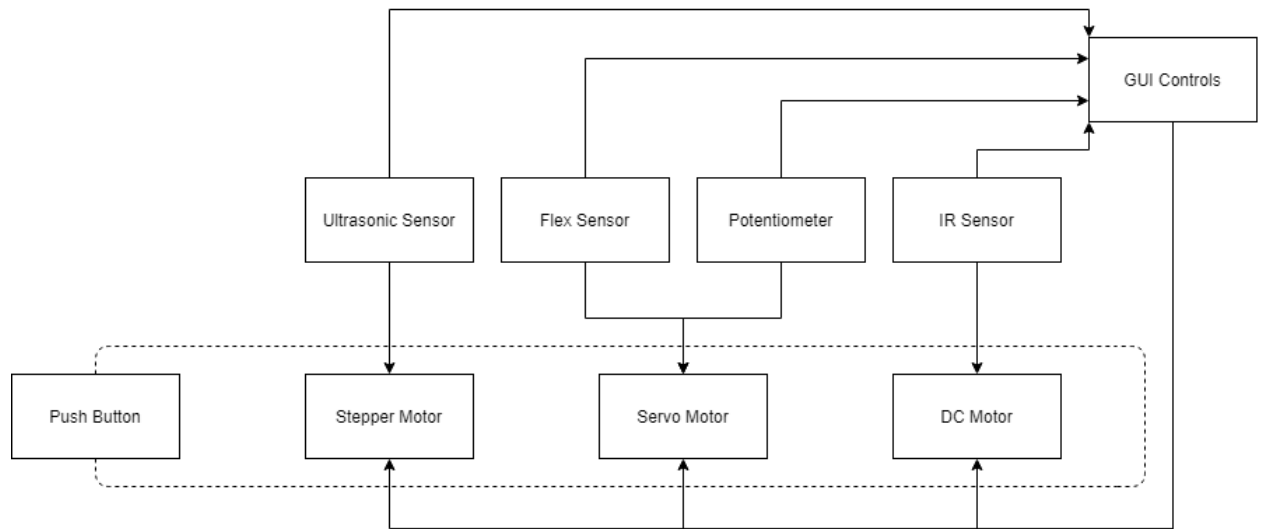 GUI Controls
Ultrasonic Sensor
Flex Sensor
Potentiometer
IR Sensor
Push Button
Stepper Motor
Servo Motor
DC Motor